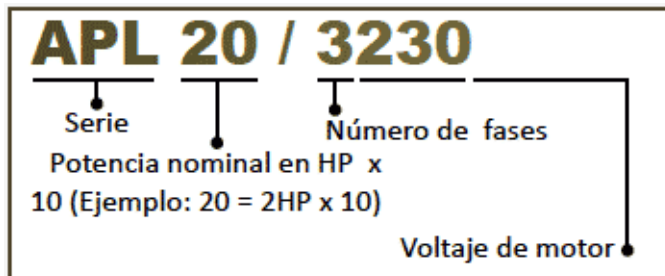 APL 20 / 3230
Serie
Número de fases
Potencia nominal en HP x
10 (Ejemplo: 20 = 2HP x 10)
Voltaje de motor